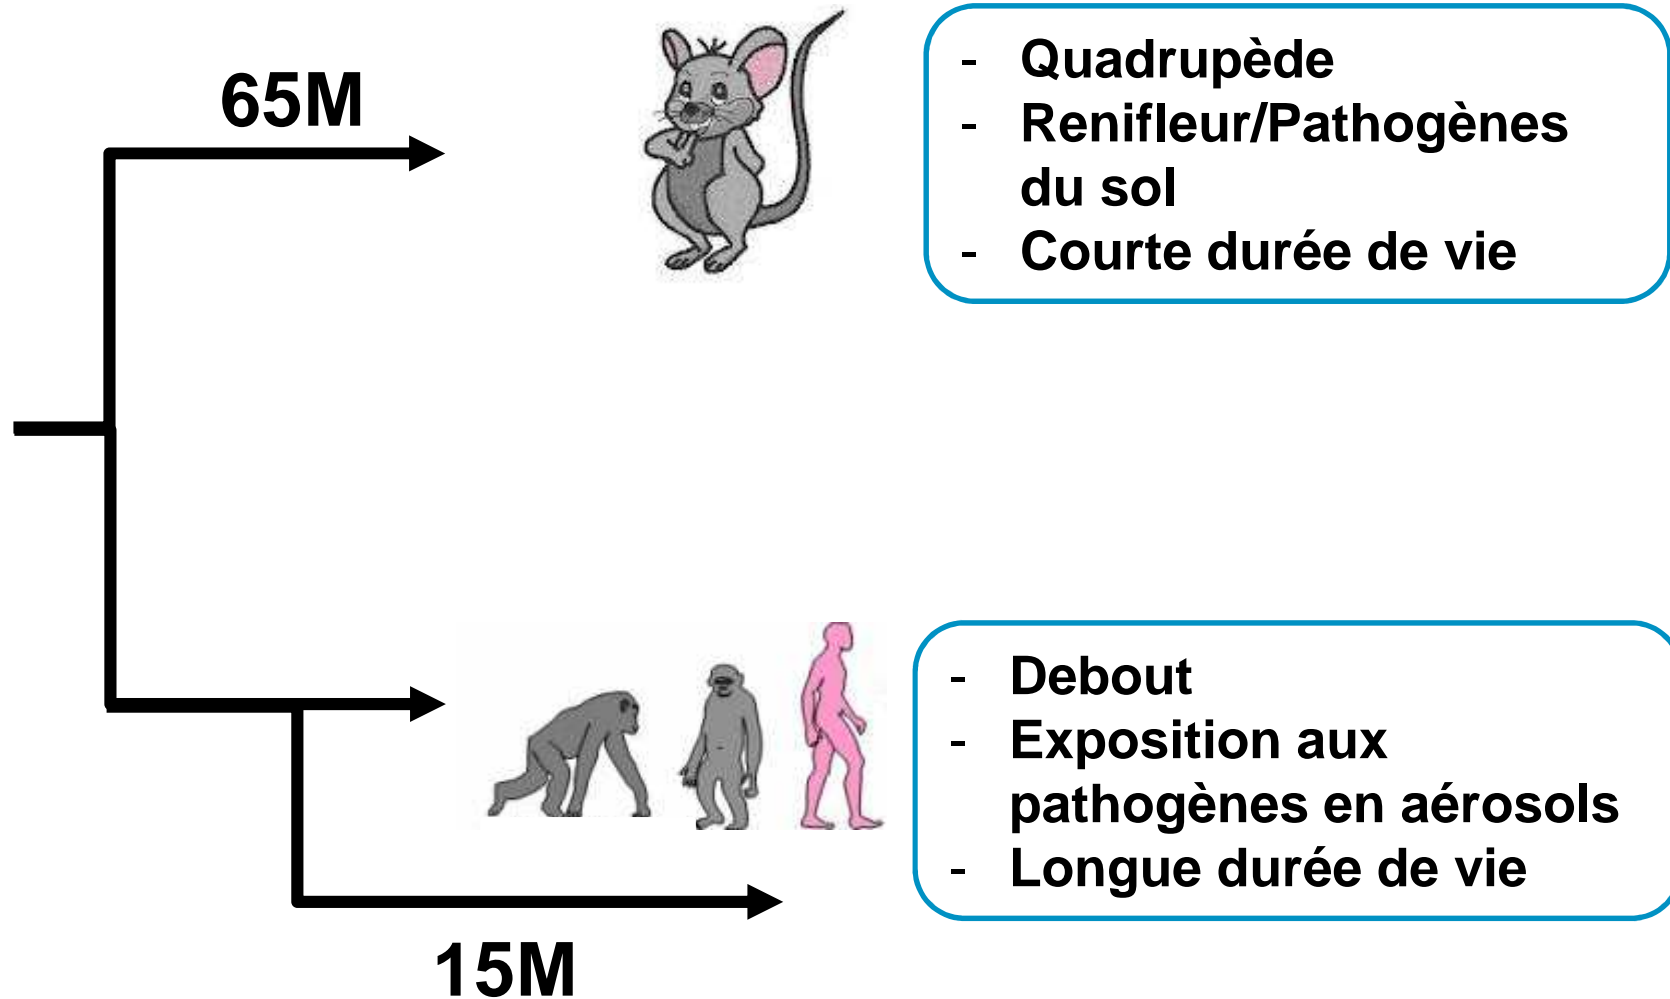 65M
- Quadrupède
- Renifleur/Pathogènes
du sol
- Courte durée de vie
- Debout
- Exposition aux
pathogènes en aérosols
- Longue durée de vie
15M